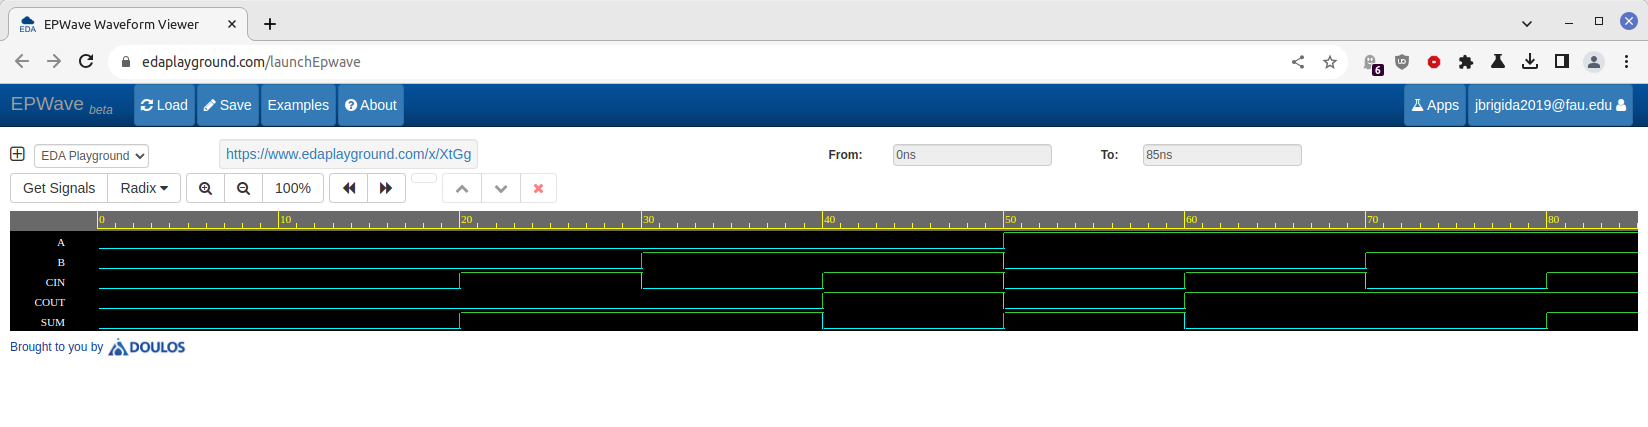 EDA EPWave Waveform Viewer
edaplayground.com/launchEpwave
6 UD
EPWave beta Load Save Examples About Apps jbrigida2019@fau.edu
EDA Playground https://www.edaplayground.com/x/XtGg From: 0ns To: 85ns
Get Signals Radix 100%
0 10 20 30 40 50 60 70 80
A
B
CIN
COUT
SUM
Brought to you by DOULOS